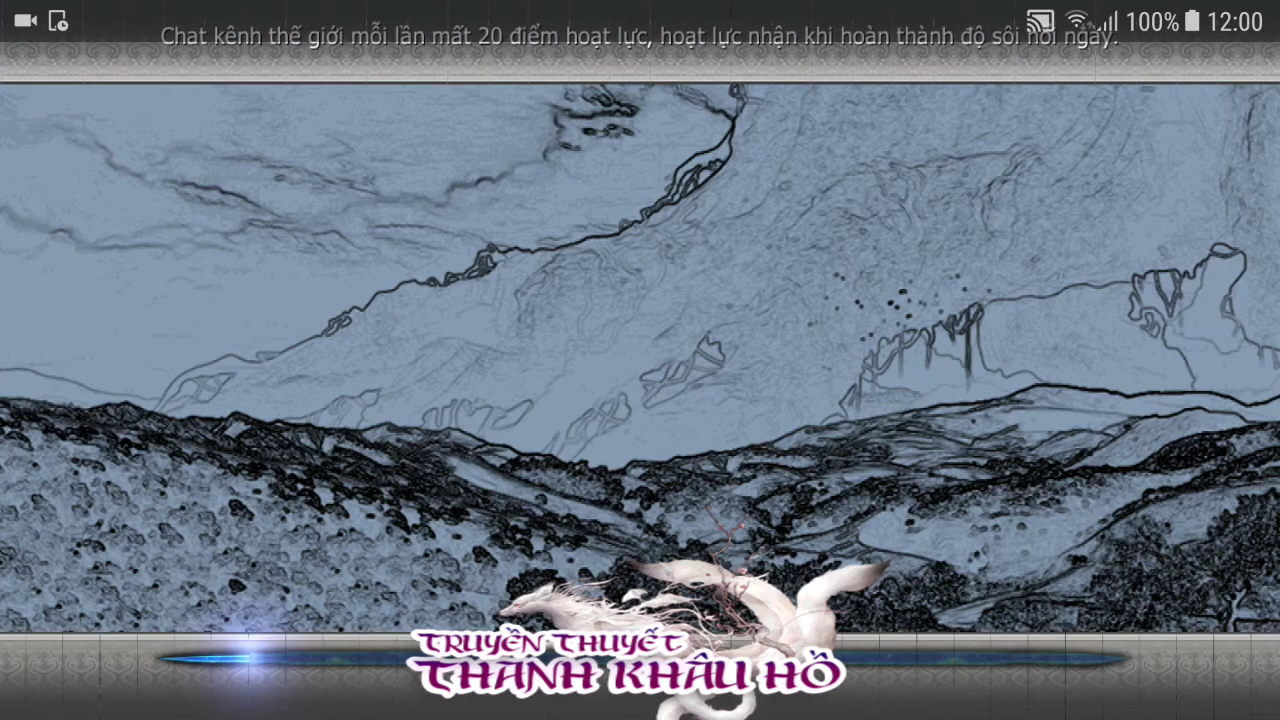 100% 12:00
Chat kênh thế giới mỗi lần mất 20 điểm hoạt lực, hoạt lực nhận khi hoàn thành độ sôi nổi ngày.
TRUYỀN THUYẾT
THANH KHÂU HỒ